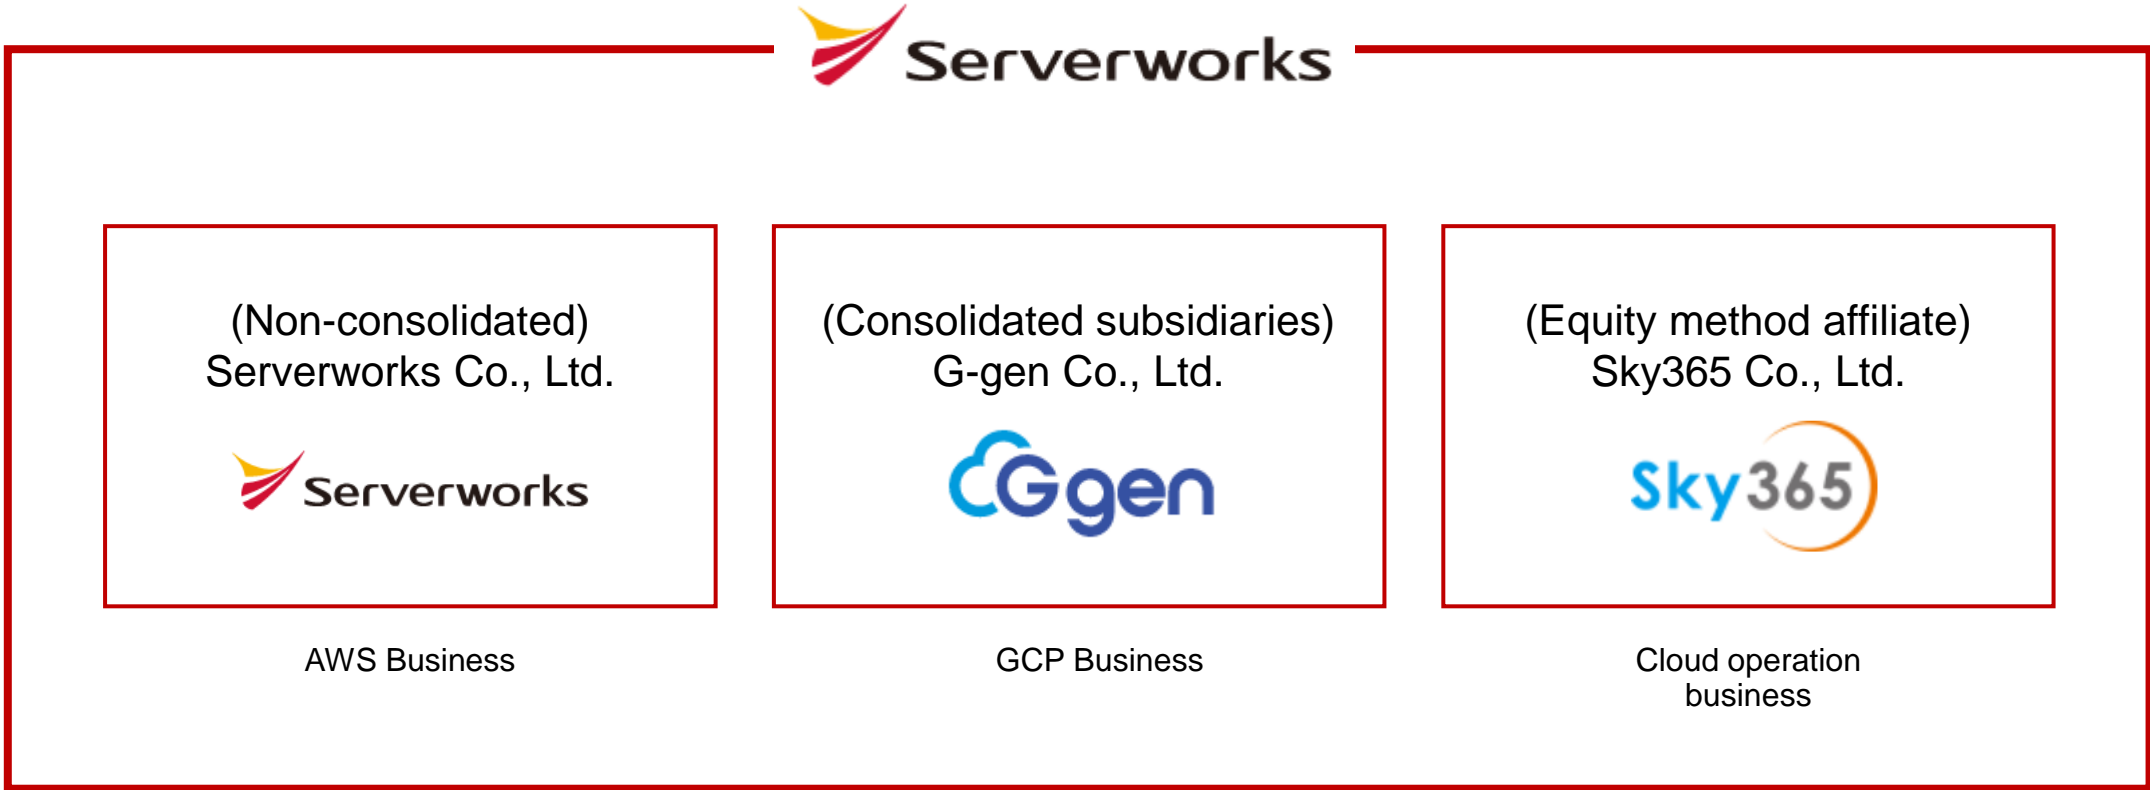 Serverworks
(Non-consolidated)
Serverworks Co., Ltd.
Serverworks
AWS Business
(Consolidated subsidiaries)
G-gen Co., Ltd.
Ggen
GCP Business
(Equity method affiliate)
Sky365 Co., Ltd.
Sky365
Cloud operation
business